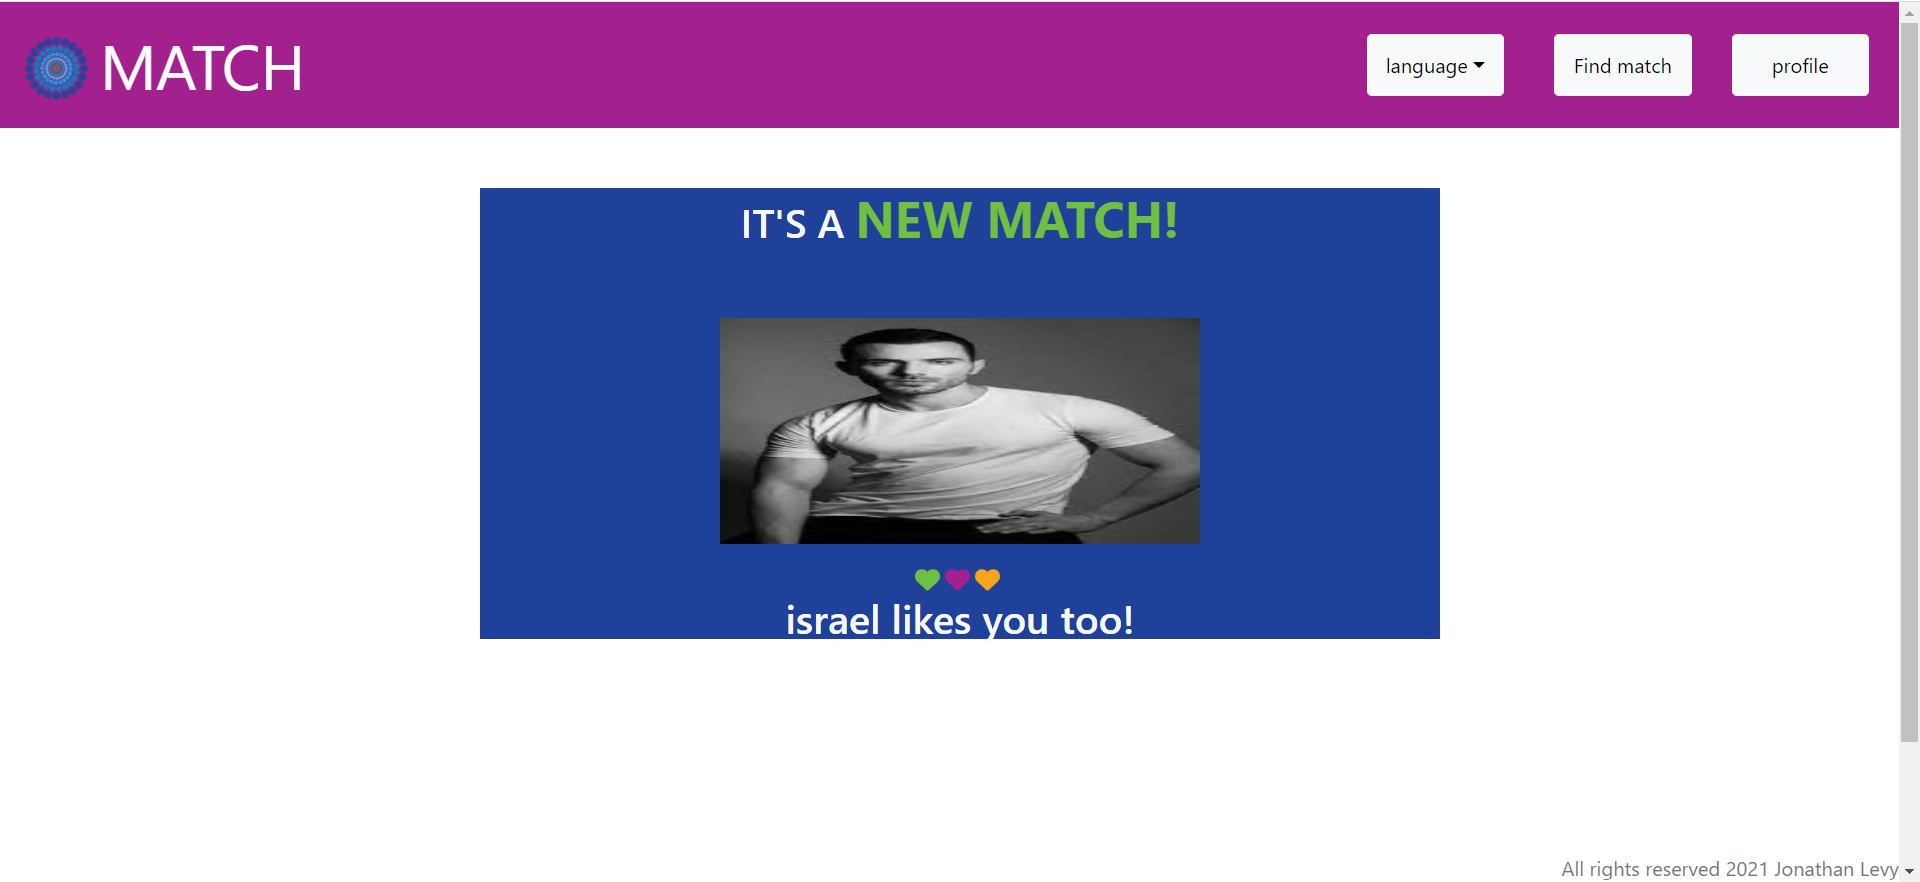 MATCH
language
Find match
profile
IT'S A NEW MATCH!
israel likes you too!
All rights reserved 2021 Jonathan Levy